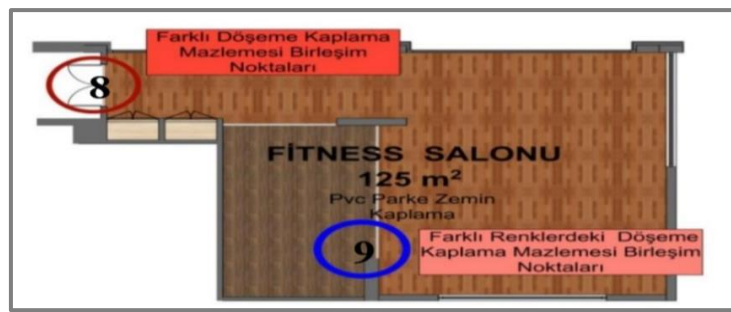 Farklı Döşeme Kaplama
Mazlemesi Birleşim
Noktaları
8
FİTNESS SALONU
125 m²
Pvc Parke Zemin
Kaplama
9
Farklı Renklerdeki Döşeme
Kaplama Mazlemesi Birleşim
Noktaları